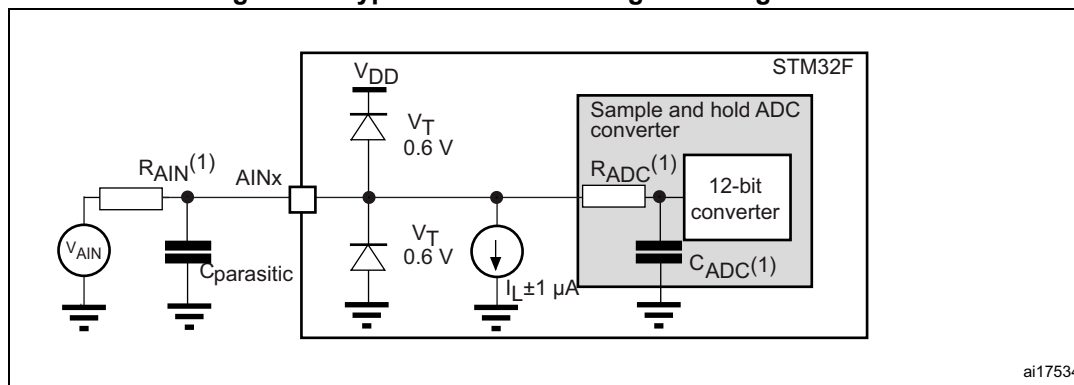 STM32F
VDD
Sample and hold ADC
converter
VT
0.6 V
RAIN(1)
AINx
RADC(1)
12-bit
converter
VAIN
Cparasitic
VT
0.6 V
IL±1 µA
CADC(1)
ai17534